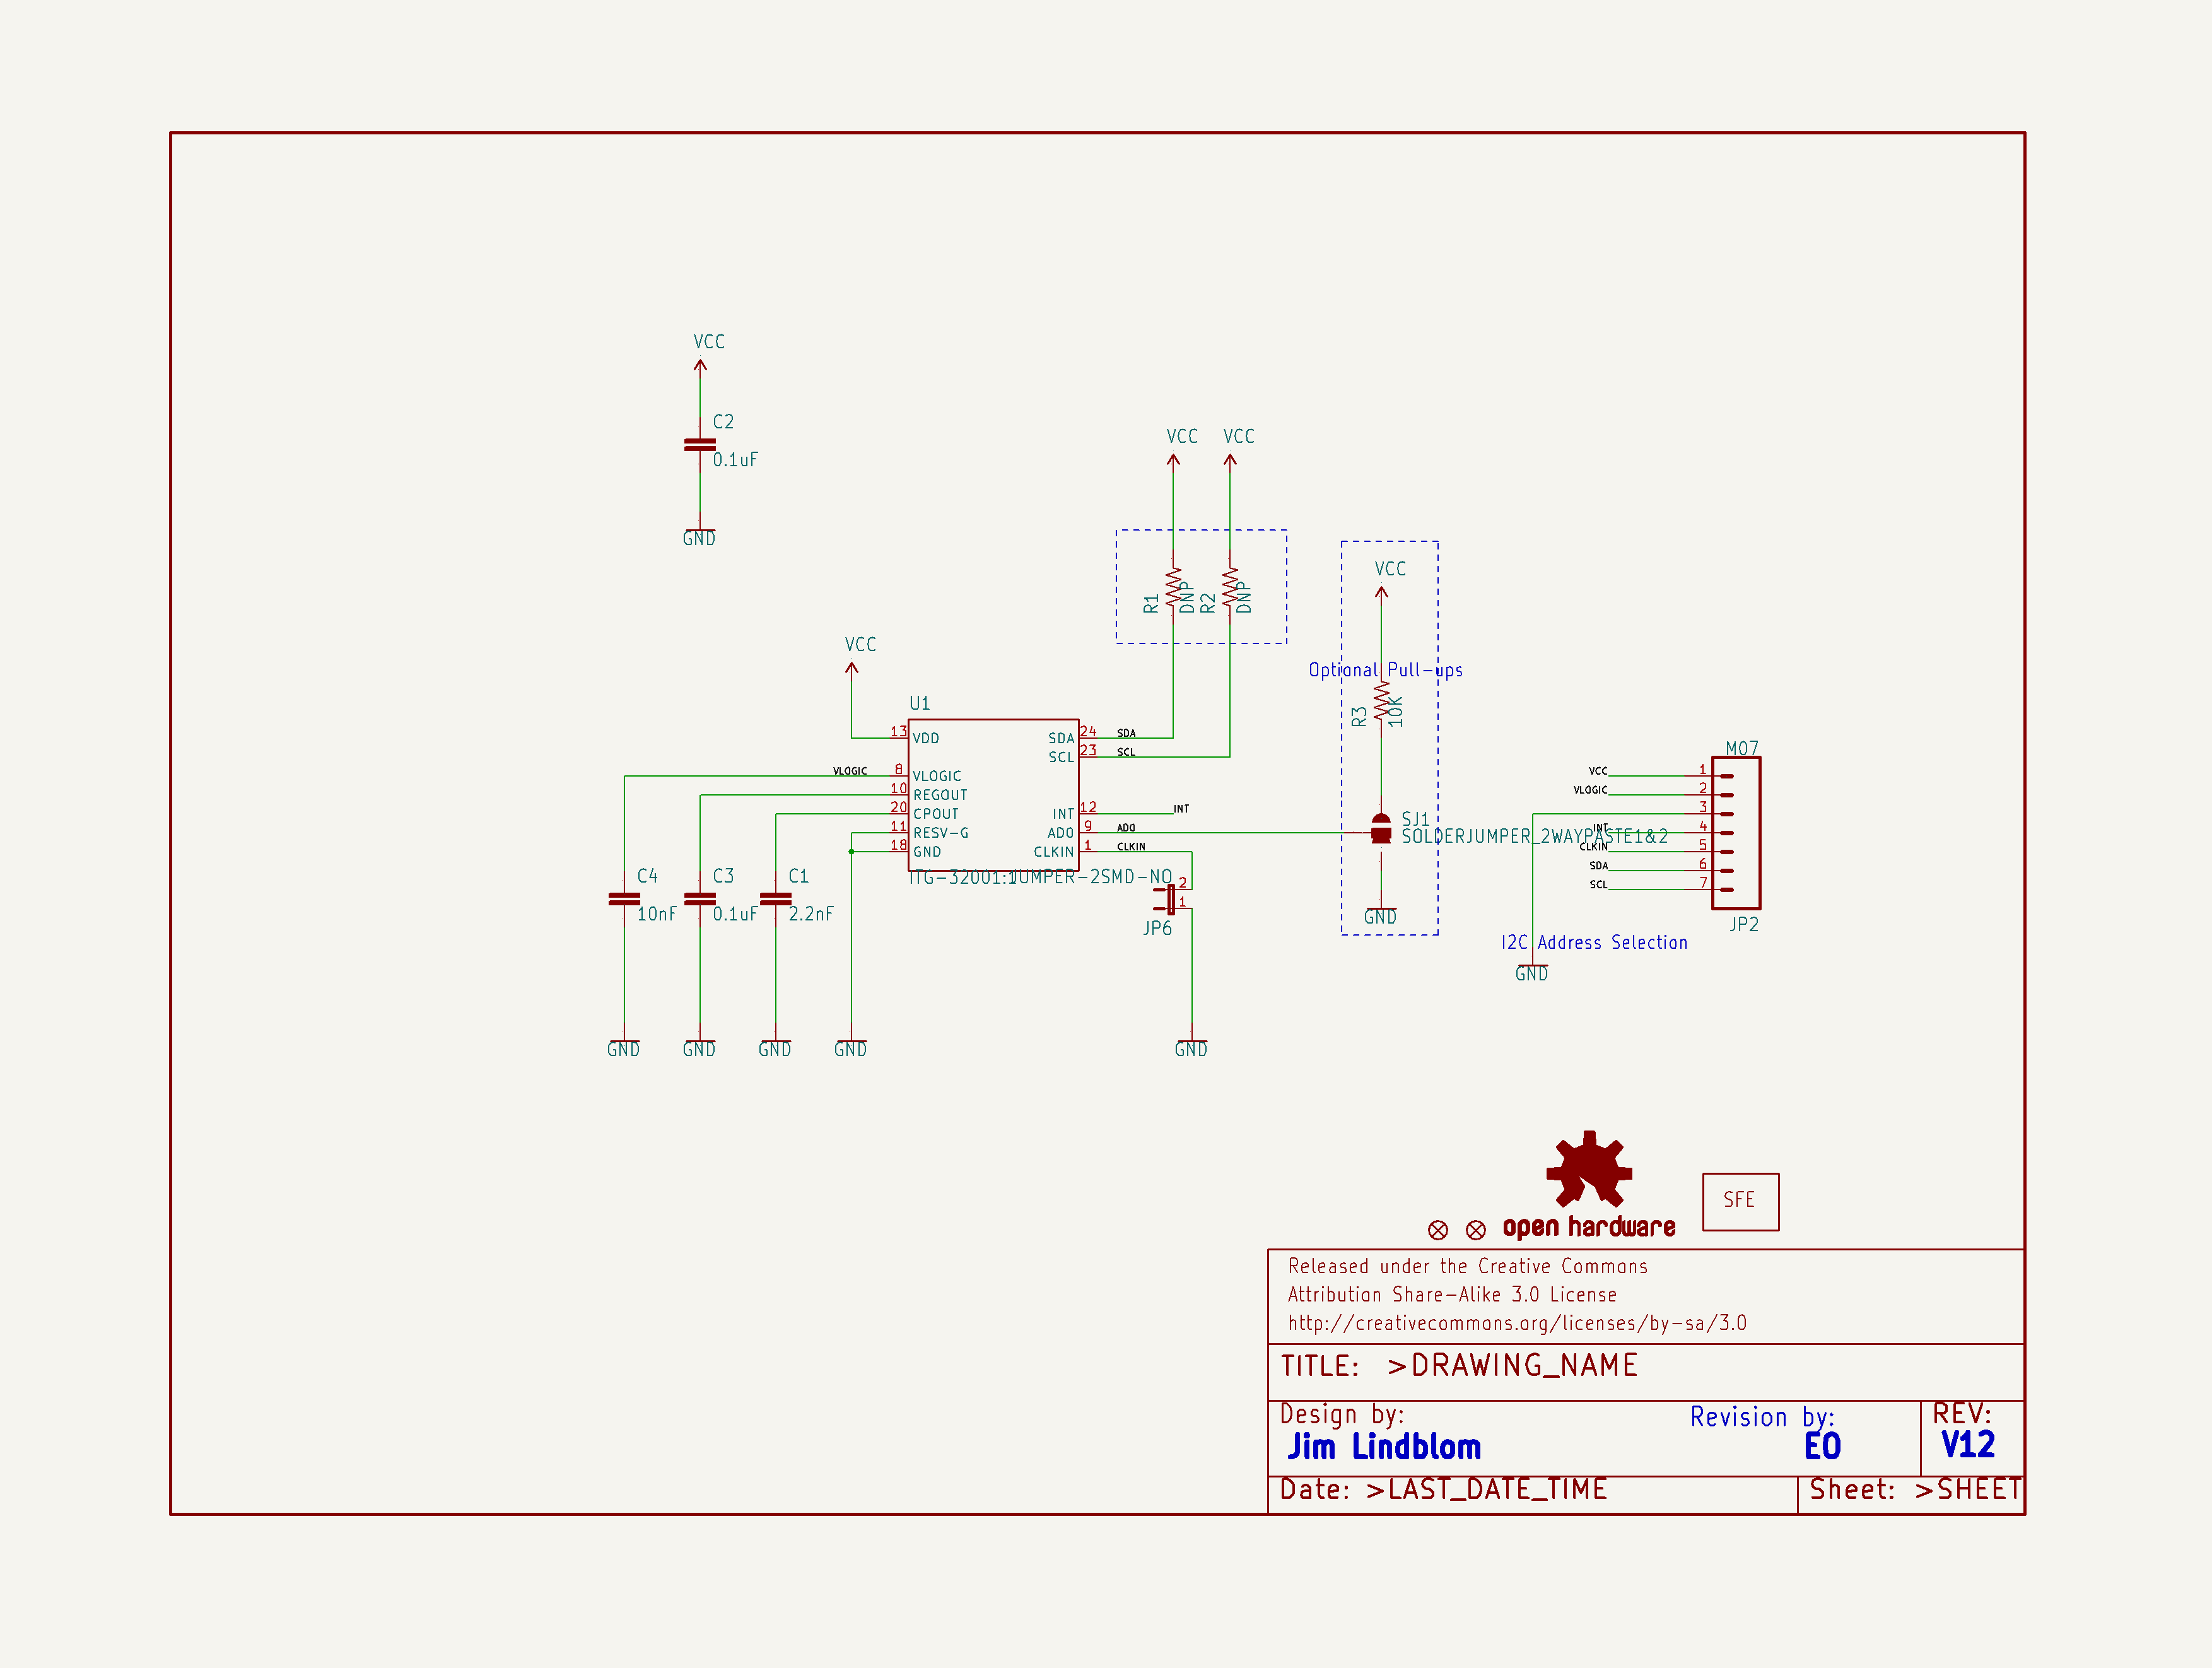 VCC
C2
0.1uF
GND
VCC
VCC
R1
DNP
R2
DNP
VCC
Optional Pull-ups
R3
10K
VCC
U1
13
VDD
8
VLOGIC
VLOGIC
10
REGOUT
20
CPOUT
11
RESV-G
18
GND
SDA
24
SDA
SCL
23
SCL
INT
12
INT
AD0
9
AD0
CLKIN
1
CLKIN
ITG-32001:1
JUMPER-2SMD-NO
2
1
JP6
C4
10nF
C3
0.1uF
C1
2.2nF
GND
GND
GND
GND
GND
SJ1
SOLDERJUMPER_2WAYPASTE1&2
GND
M07
VCC
1
VLOGIC
2
3
INT
4
CLKIN
5
SDA
6
SCL
7
JP2
I2C Address Selection
GND
open hardware
SFE
Released under the Creative Commons
Attribution Share-Alike 3.0 License
http://creativecommons.org/licenses/by-sa/3.0
TITLE: >DRAWING_NAME
Design by:
Jim Lindblom
Revision by:
EO
REV:
V12
Date: >LAST_DATE_TIME
Sheet: >SHEET